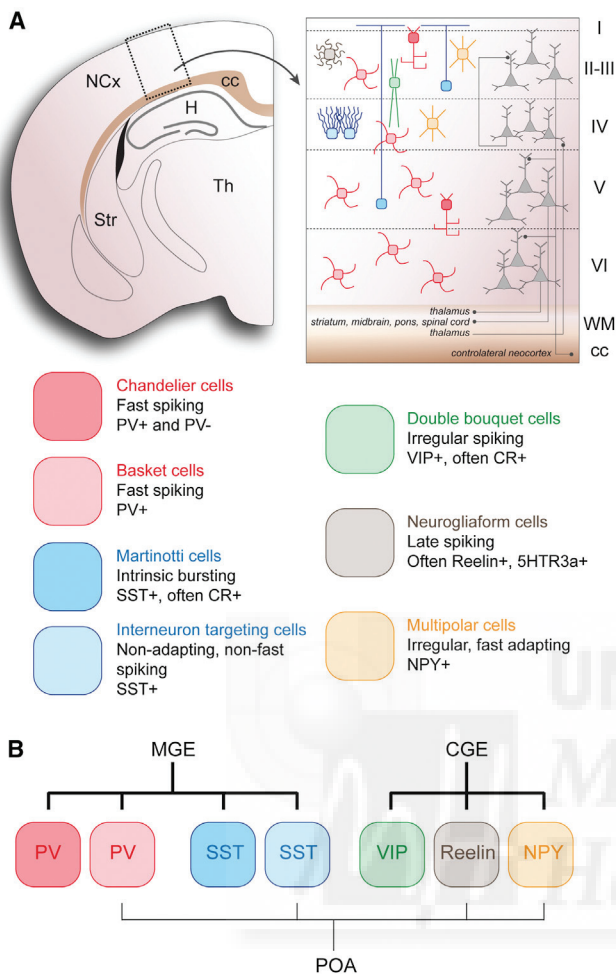 A
NCx
cc
H
Th
Str
I
II-III
IV
V
VI
WM
cc
thalamus
striatum, midbrain, pons, spinal cord
thalamus
controlateral neocortex
Chandelier cells
Fast spiking
PV+ and PV-
Basket cells
Fast spiking
PV+
Martinotti cells
Intrinsic bursting
SST+, often CR+
Interneuron targeting cells
Non-adapting, non-fast
spiking
SST+
Double bouquet cells
Irregular spiking
VIP+, often CR+
Neurogliaform cells
Late spiking
Often Reelin+, 5HTR3a+
Multipolar cells
Irregular, fast adapting
NPY+
B
MGE
CGE
PV
PV
SST
SST
VIP
Reelin
NPY
POA